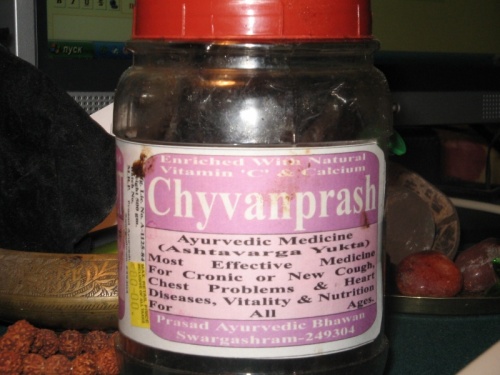 пуск
Enriched With Natural
Vitamin 'C' & Calcium
Chyvanprash
Ayurvedic Medicine
(Ashtavarga Yukta)
Most Effective Medicine
For Cronic or New Cough,
Chest Problems & Heart
Diseases, Vitality & Nutrition
For All Ages.
Prasad Ayurvedic Bhawan
Swargashram-249304